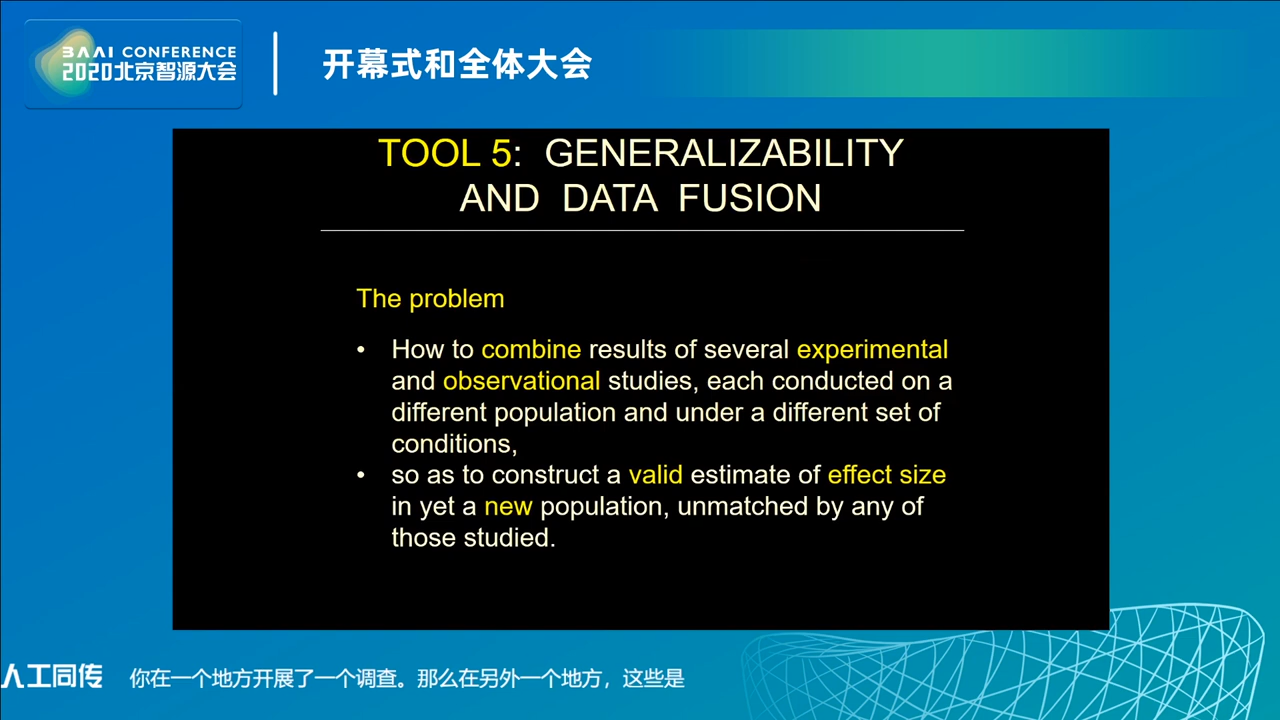 BAAI CONFERENCE
2020北京智源大会
开幕式和全体大会
TOOL 5: GENERALIZABILITY
AND DATA FUSION
The problem
• How to combine results of several experimental
and observational studies, each conducted on a
different population and under a different set of
conditions,
• so as to construct a valid estimate of effect size
in yet a new population, unmatched by any of
those studied.
人工同传 你在一个地方开展了一个调查。那么在另外一个地方，这些是